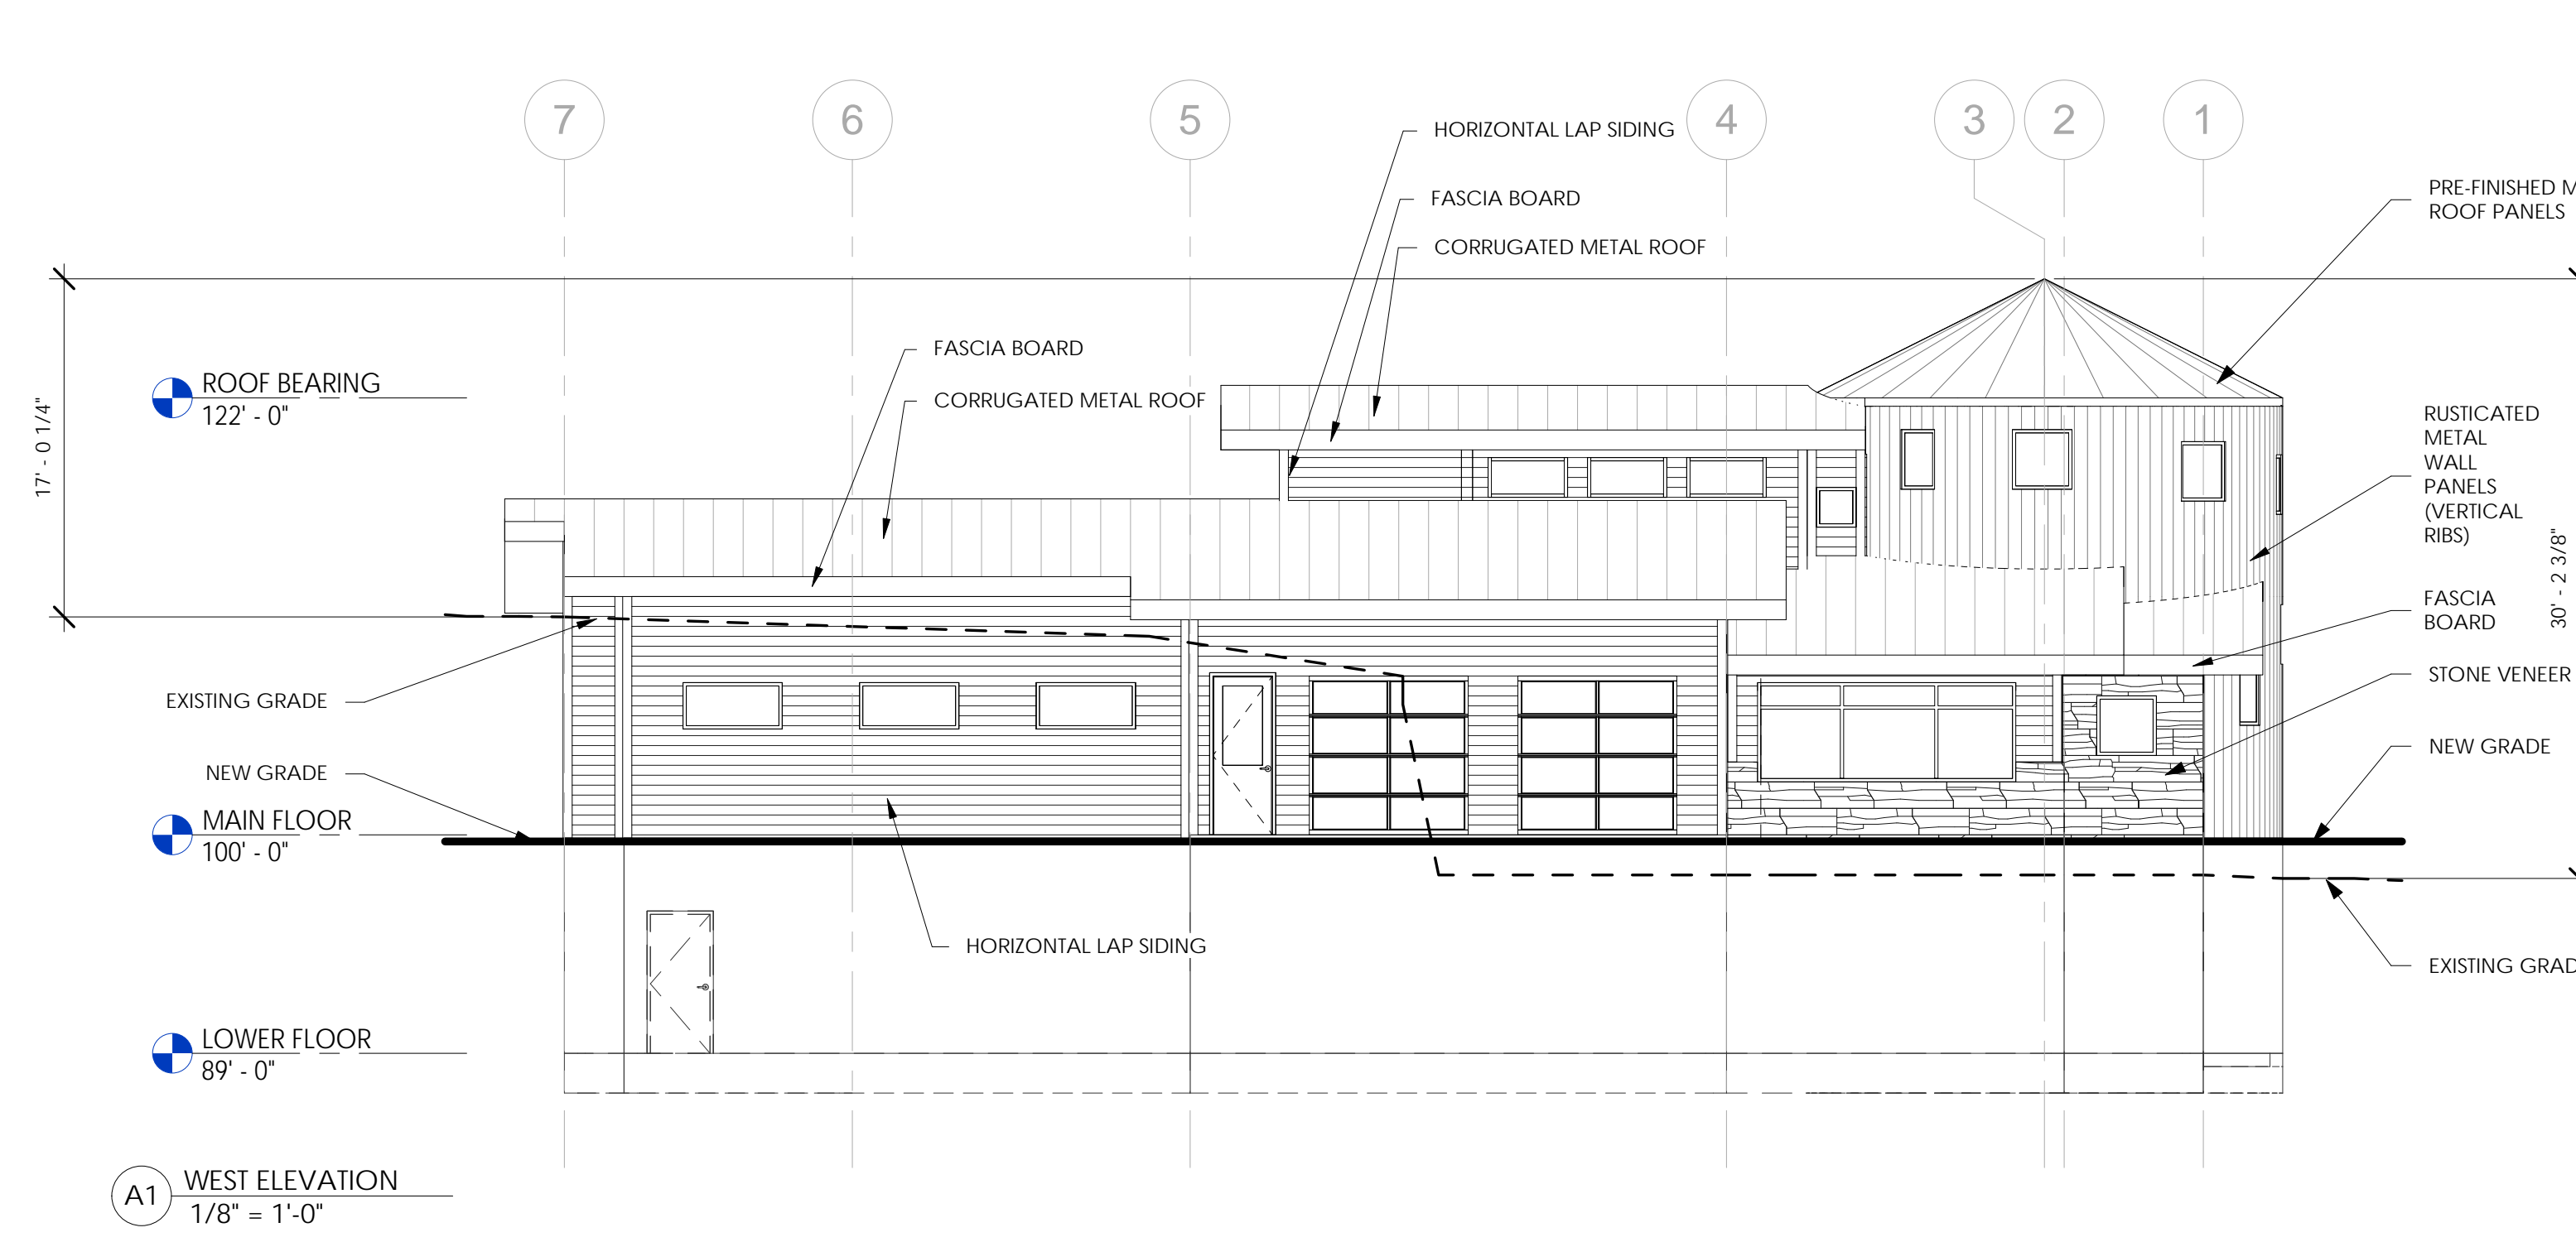 7
6
5
4
3
2
1
HORIZONTAL LAP SIDING
FASCIA BOARD
CORRUGATED METAL ROOF
PRE-FINISHED M
ROOF PANELS
FASCIA BOARD
CORRUGATED METAL ROOF
ROOF BEARING
122' - 0"
17' - 0 1/4"
RUSTICATED
METAL
WALL
PANELS
(VERTICAL
RIBS)
30' - 2 3/8"
FASCIA
BOARD
STONE VENEER
EXISTING GRADE
NEW GRADE
NEW GRADE
MAIN FLOOR
100' - 0"
HORIZONTAL LAP SIDING
EXISTING GRAD
LOWER FLOOR
89' - 0"
A1
WEST ELEVATION
1/8" = 1'-0"